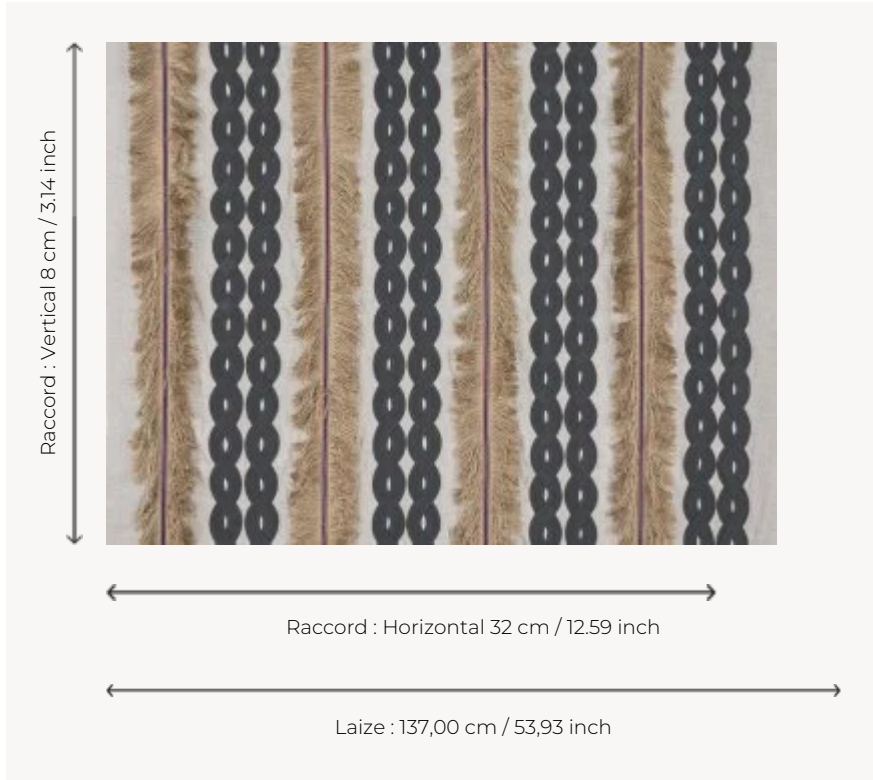 Raccord : Vertical 8 cm / 3.14 inch
Raccord : Horizontal 32 cm / 12.59 inch
Laize : 137,00 cm / 53,93 inch